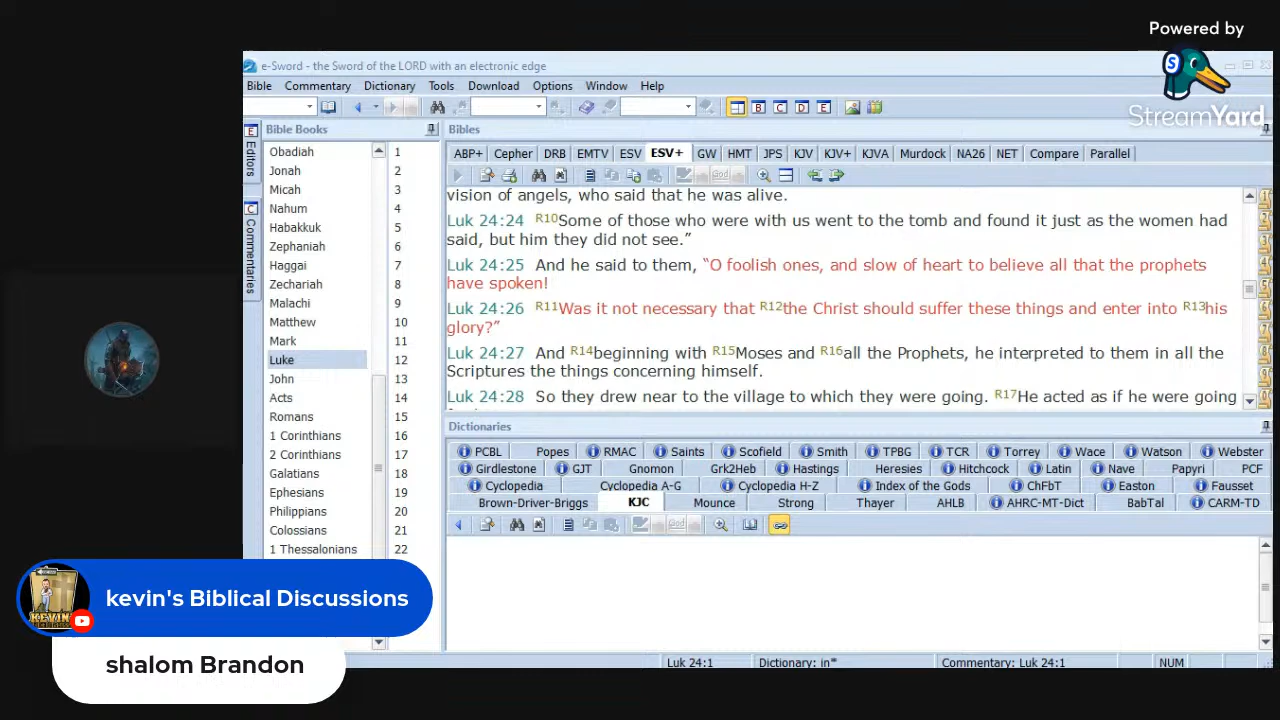 Powered by
StreamYard
e-Sword - the Sword of the LORD with an electronic edge
Bible Commentary Dictionary Tools Download Options Window Help
B C D E
E Editors
C Commentaries
Bible Books
Obadiah
Jonah
Micah
Nahum
Habakkuk
Zephaniah
Haggai
Zechariah
Malachi
Matthew
Mark
Luke
John
Acts
Romans
1 Corinthians
2 Corinthians
Galatians
Ephesians
Philippians
Colossians
1 Thessalonians
1
2
3
4
5
6
7
8
9
10
11
12
13
14
15
16
17
18
19
20
21
22
Bibles
ABP+ Cepher DRB EMTV ESV ESV+ GW HMT JPS KJV KJV+ KJVA Murdock NA26 NET Compare Parallel
vision of angels, who said that he was alive.
Luk 24:24 R10Some of those who were with us went to the tomb and found it just as the women had
said, but him they did not see.”
Luk 24:25 And he said to them, “O foolish ones, and slow of heart to believe all that the prophets
have spoken!
Luk 24:26 R11Was it not necessary that R12the Christ should suffer these things and enter into R13his
glory?”
Luk 24:27 And R14beginning with R15Moses and R16all the Prophets, he interpreted to them in all the
Scriptures the things concerning himself.
Luk 24:28 So they drew near to the village to which they were going. R17He acted as if he were going
Dictionaries
PCBL Popes RMAC Saints Scofield Smith TPBG TCR Torrey Wace Watson Webster
Girdlestone GJT Gnomon Grk2Heb Hastings Heresies Hitchcock Latin Nave Papyri PCF
Cyclopedia Cyclopedia A-G Cyclopedia H-Z Index of the Gods ChFbT Easton Fausset
Brown-Driver-Briggs KJC Mounce Strong Thayer AHLB AHRC-MT-Dict BabTal CARM-TD
Luk 24:1 Dictionary: in* Commentary: Luk 24:1 NUM
kevin's Biblical Discussions
shalom Brandon